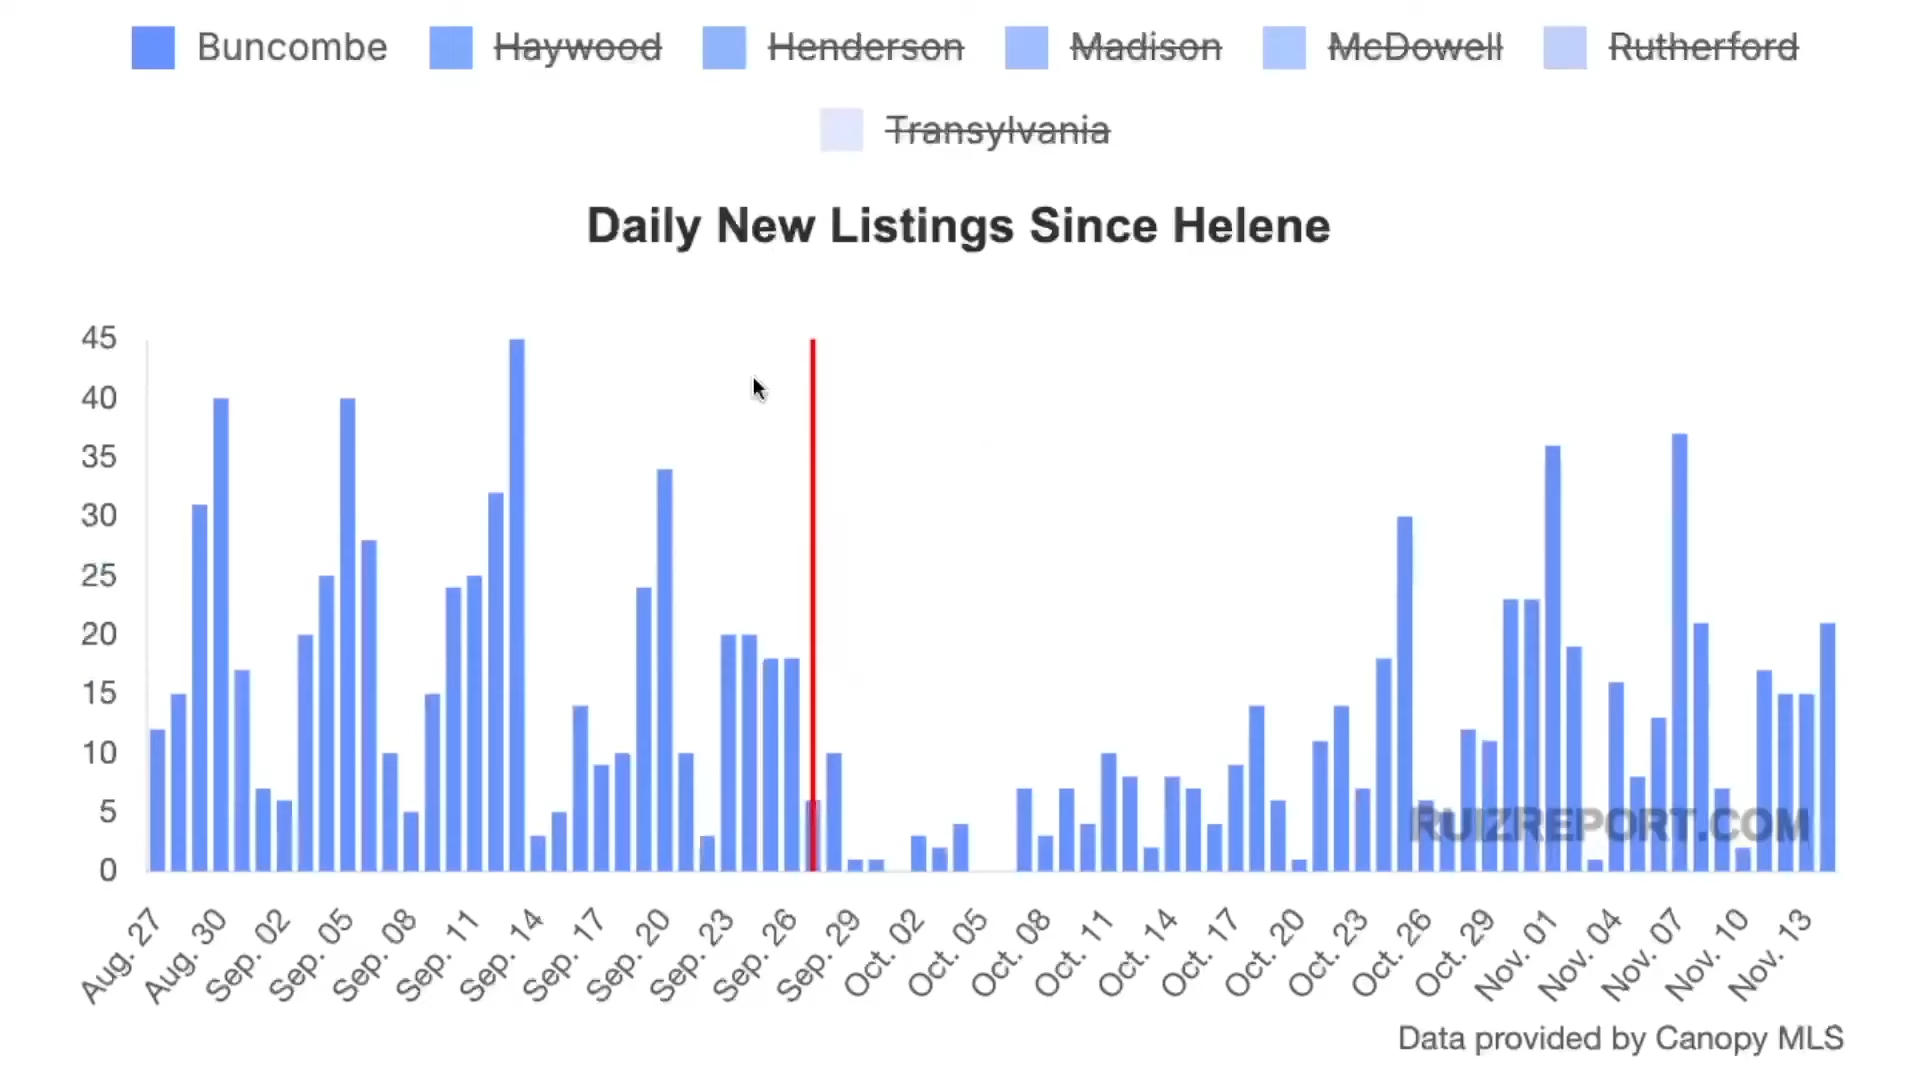 Buncombe Haywood Henderson Madison McDowell Rutherford
Transylvania
Daily New Listings Since Helene
45
40
35
30
25
20
15
10
5
0
RUIZREPORT.COM
Aug. 27 Aug. 30 Sep. 02 Sep. 05 Sep. 08 Sep. 11 Sep. 14 Sep. 17 Sep. 20 Sep. 23 Sep. 26 Sep. 29 Oct. 02 Oct. 05 Oct. 08 Oct. 11 Oct. 14 Oct. 17 Oct. 20 Oct. 23 Oct. 26 Oct. 29 Nov. 01 Nov. 04 Nov. 07 Nov. 10 Nov. 13
Data provided by Canopy MLS